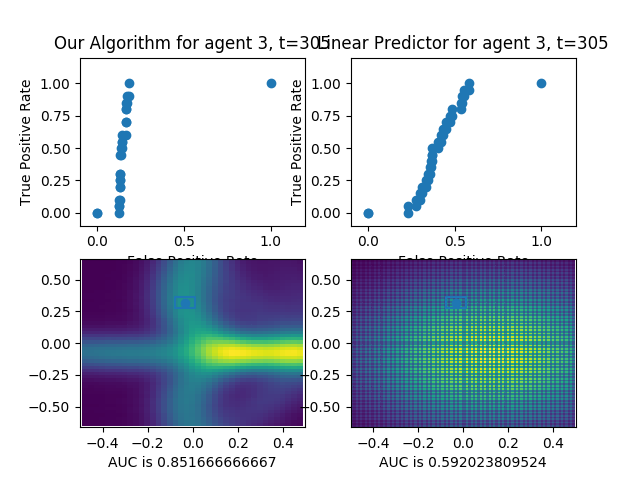 Our Algorithm for agent 3, t=305
Linear Predictor for agent 3, t=305
True Positive Rate
1.00
0.75
0.50
0.25
0.00
0.0 0.5 1.0
False Positive Rate
True Positive Rate
1.00
0.75
0.50
0.25
0.00
0.0 0.5 1.0
False Positive Rate
0.50
0.25
0.00
−0.25
−0.50
−0.4 −0.2 0.0 0.2 0.4
AUC is 0.851666666667
0.50
0.25
0.00
−0.25
−0.50
−0.4 −0.2 0.0 0.2 0.4
AUC is 0.592023809524